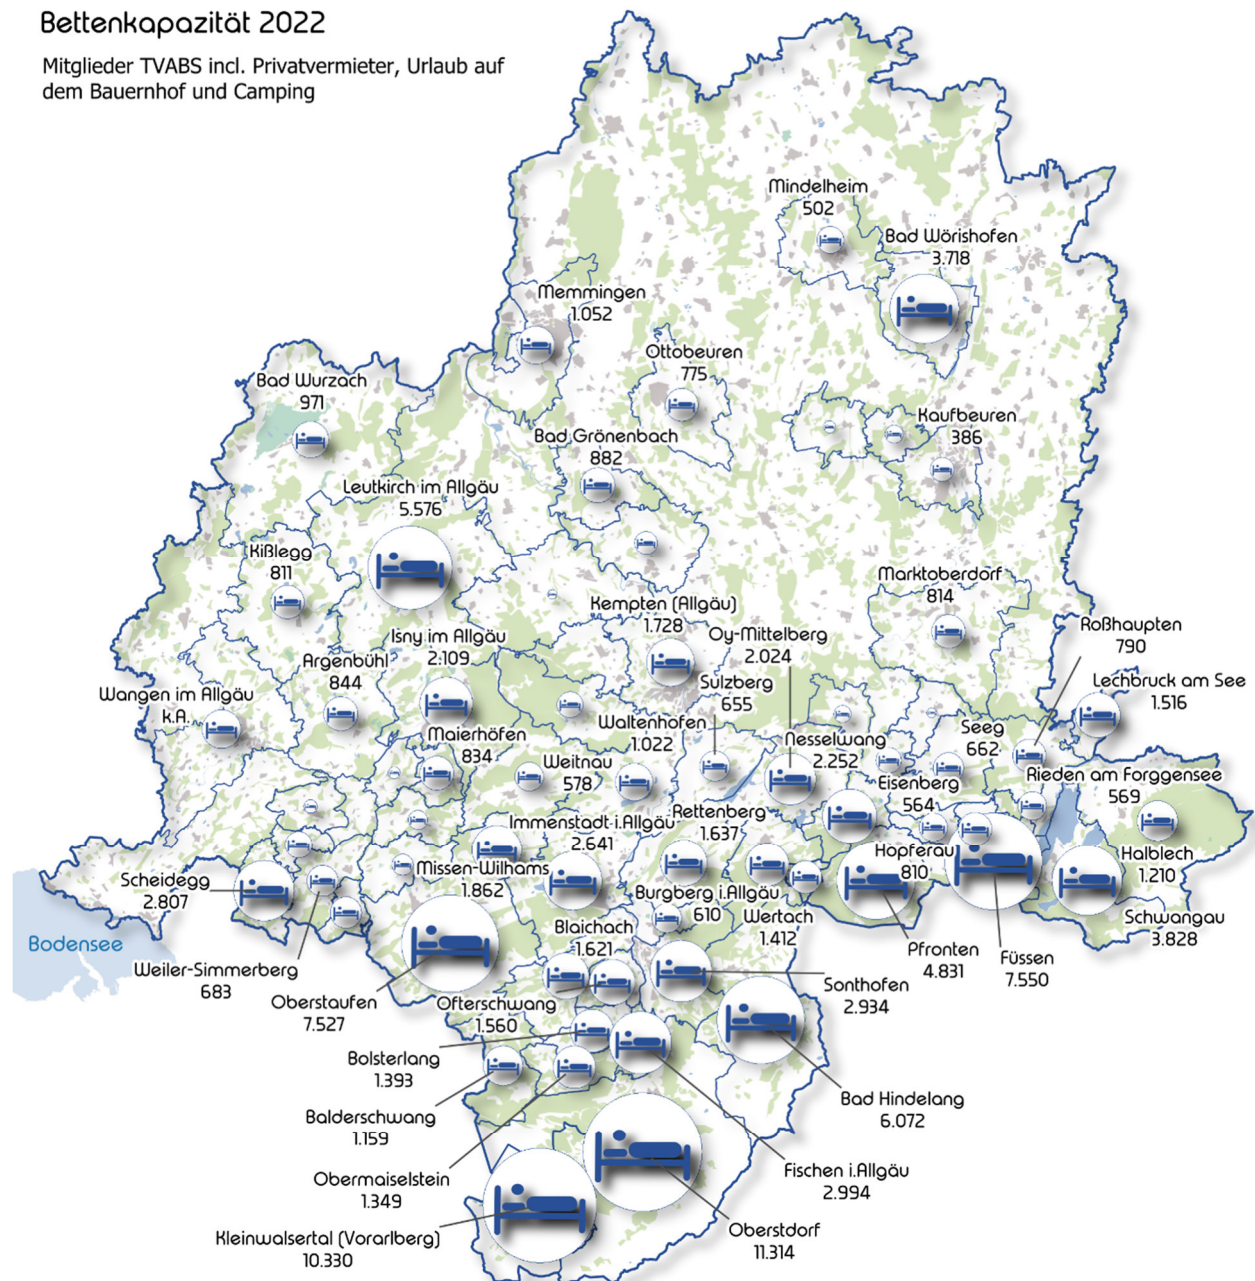 Bettenkapazität 2022
Mitglieder TVABS incl. Privatvermieter, Urlaub auf
dem Bauernhof und Camping
Mindelheim
502
Bad Wörishofen
3.718
Memmingen
1.052
Ottobeuren
775
Bad Wurzach
971
Kaufbeuren
386
Bad Grönenbach
882
Leutkirch im Allgäu
5.576
Kißlegg
811
Marktoberdorf
814
Kempten (Allgäu)
1.728
Oy-Mittelberg
2.024
Roßhaupten
790
Isny im Allgäu
2.109
Argenbühl
844
Sulzberg
655
Lechbruck am See
1.516
Wangen im Allgäu
k.A.
Waltenhofen
1.022
Maierhöfen
834
Nesselwang
2.252
Seeg
662
Weitnau
578
Eisenberg
564
Rieden am Forggensee
569
Immenstadt i.Allgäu
2.641
Rettenberg
1.637
Missen-Wilhams
1.862
Hopferau
810
Halblech
1.210
Scheidegg
2.807
Burgberg i.Allgäu
610
Wertach
1.412
Schwangau
3.828
Blaichach
1.621
Bodensee
Weiler-Simmerberg
683
Pfronten
4.831
Füssen
7.550
Oberstaufen
7.527
Ofterschwang
1.560
Sonthofen
2.934
Bolsterlang
1.393
Bad Hindelang
6.072
Balderschwang
1.159
Fischen i.Allgäu
2.994
Obermaiselstein
1.349
Oberstdorf
11.314
Kleinwalsertal (Vorarlberg)
10.330